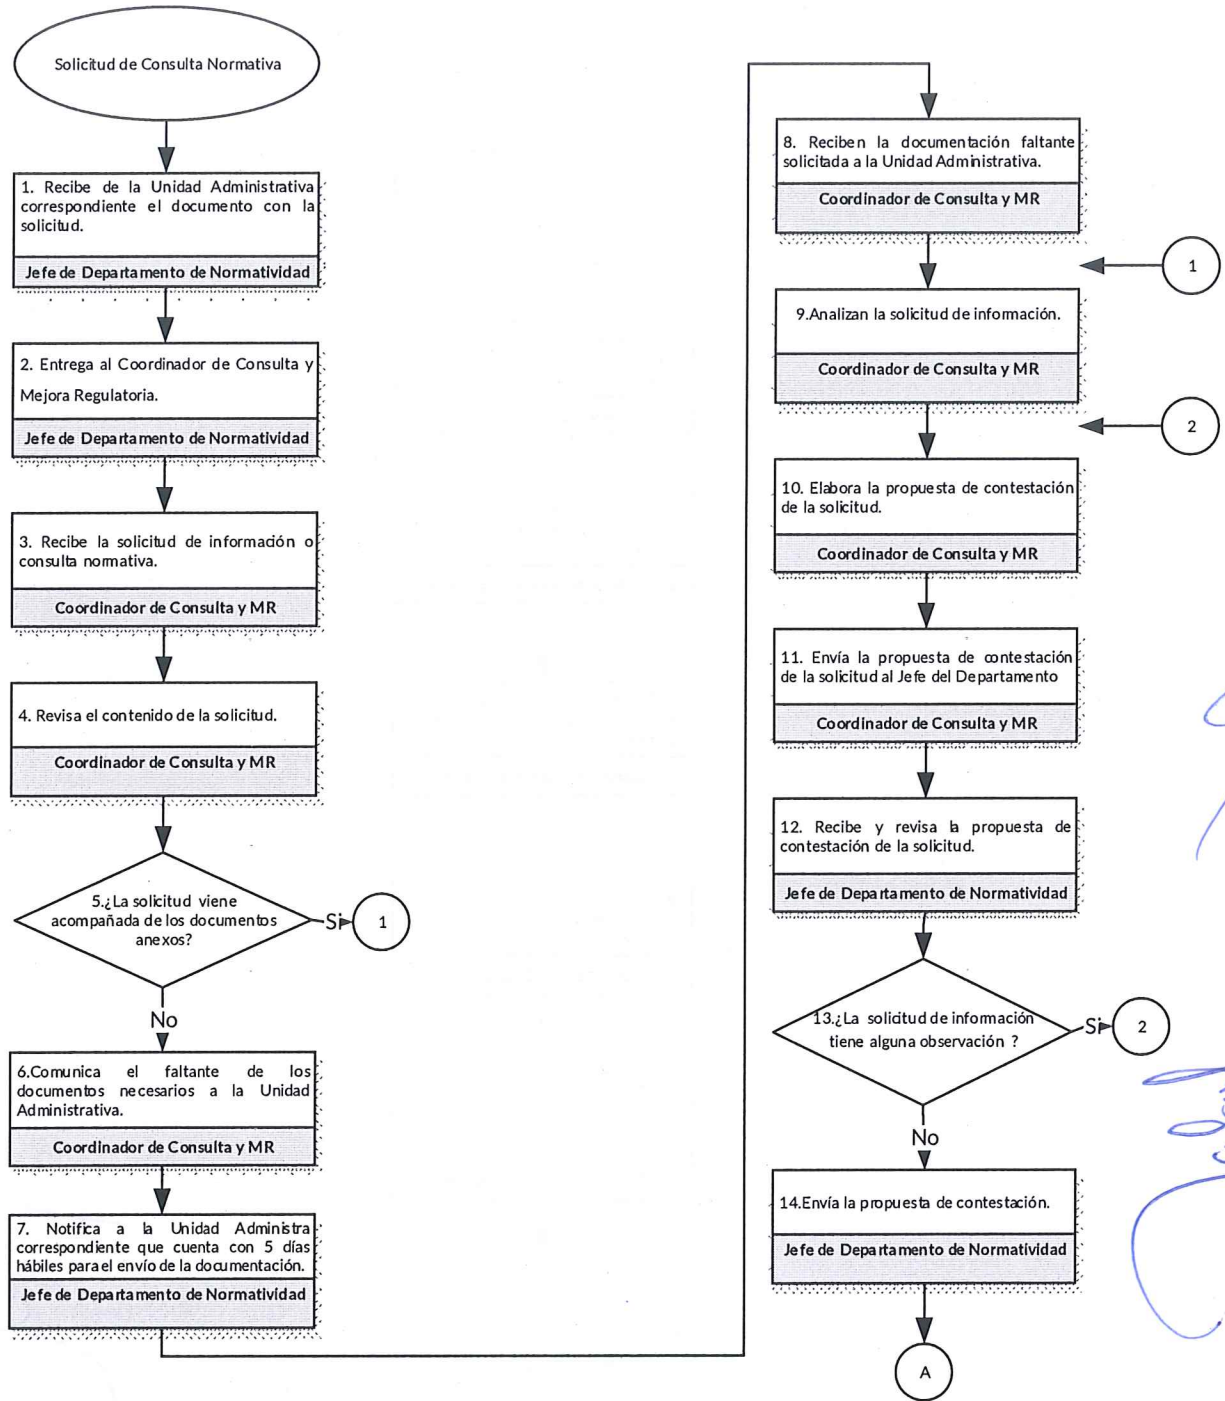 Solicitud de Consulta Normativa
1. Recibe de la Unidad Administrativa
correspondiente el documento con la
solicitud.
Jefe de Departamento de Normatividad
2. Entrega al Coordinador de Consulta y
Mejora Regulatoria.
Jefe de Departamento de Normatividad
3. Recibe la solicitud de información o
consulta normativa.
Coordinador de Consulta y MR
4. Revisa el contenido de la solicitud.
Coordinador de Consulta y MR
5.¿La solicitud viene
acompañada de los documentos
anexos?
Si
1
No
6.Comunica el faltante de los
documentos necesarios a la Unidad
Administrativa.
Coordinador de Consulta y MR
7. Notifica a la Unidad Administra
correspondiente que cuenta con 5 días
hábiles para el envío de la documentación.
Jefe de Departamento de Normatividad
8. Reciben la documentación faltante
solicitada a la Unidad Administrativa.
Coordinador de Consulta y MR
1
9.Analizan la solicitud de información.
Coordinador de Consulta y MR
2
10. Elabora la propuesta de contestación
de la solicitud.
Coordinador de Consulta y MR
11. Envía la propuesta de contestación
de la solicitud al Jefe del Departamento
Coordinador de Consulta y MR
12. Recibe y revisa la propuesta de
contestación de la solicitud.
Jefe de Departamento de Normatividad
13.¿La solicitud de información
tiene alguna observación ?
Si
2
No
14.Envía la propuesta de contestación.
Jefe de Departamento de Normatividad
A